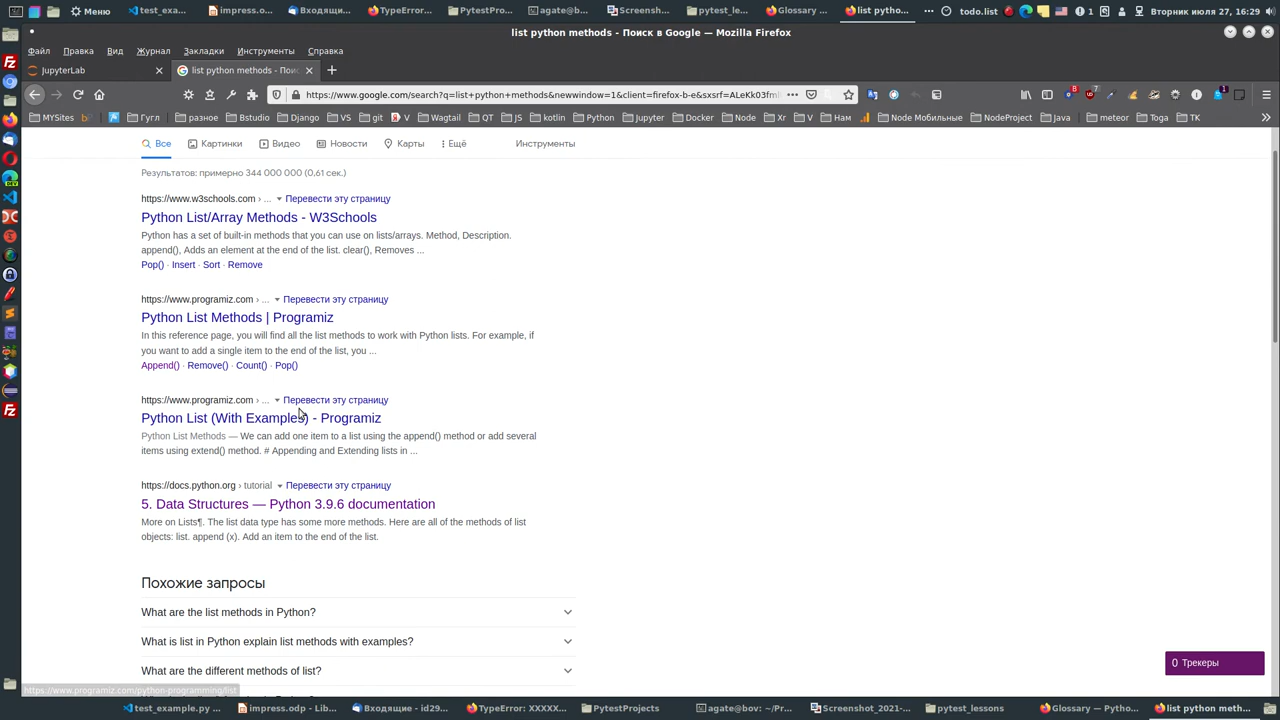 Меню
test_exa...
impress.o...
Входящи...
TypeError...
PytestPro...
agate@b...
Screensh...
pytest_le...
Glossary ...
list pytho...
todo.list
1
Вторник июля 27, 16:29
list python methods - Поиск в Google — Mozilla Firefox
Файл Правка Вид Журнал Закладки Инструменты Справка
JupyterLab
list python methods - Поис
https://www.google.com/search?q=list+python+methods&newwindow=1&client=firefox-b-e&sxsrf=ALeKk03fm
8
7
1
MYSites
Гугл
разное
Bstudio
Django
VS
git
V
Wagtail
QT
JS
kotlin
Python
Jupyter
Docker
Node
Xr
V
Нам
Node Мобильные
NodeProject
Java
meteor
Toga
TK
Все Картинки Видео Новости Карты Ещё Инструменты
Результатов: примерно 344 000 000 (0,61 сек.)
https://www.w3schools.com › ... Перевести эту страницу
Python List/Array Methods - W3Schools
Python has a set of built-in methods that you can use on lists/arrays. Method, Description.
append(), Adds an element at the end of the list. clear(), Removes ...
Pop() · Insert · Sort · Remove
https://www.programiz.com › ... Перевести эту страницу
Python List Methods | Programiz
In this reference page, you will find all the list methods to work with Python lists. For example, if
you want to add a single item to the end of the list, you ...
Append() · Remove() · Count() · Pop()
https://www.programiz.com › ... Перевести эту страницу
Python List (With Examples) - Programiz
Python List Methods — We can add one item to a list using the append() method or add several
items using extend() method. # Appending and Extending lists in ...
https://docs.python.org › tutorial Перевести эту страницу
5. Data Structures — Python 3.9.6 documentation
More on Lists¶. The list data type has some more methods. Here are all of the methods of list
objects: list. append (x). Add an item to the end of the list.
Похожие запросы
What are the list methods in Python?
What is list in Python explain list methods with examples?
What are the different methods of list?
0 Трекеры
https://www.programiz.com/python-programming/list
test_example.py ...
impress.odp - Lib...
Входящие - id29...
TypeError: XXXXX...
PytestProjects
agate@bov: ~/Pr...
Screenshot_2021-...
pytest_lessons
Glossary — Pytho...
list python meth...